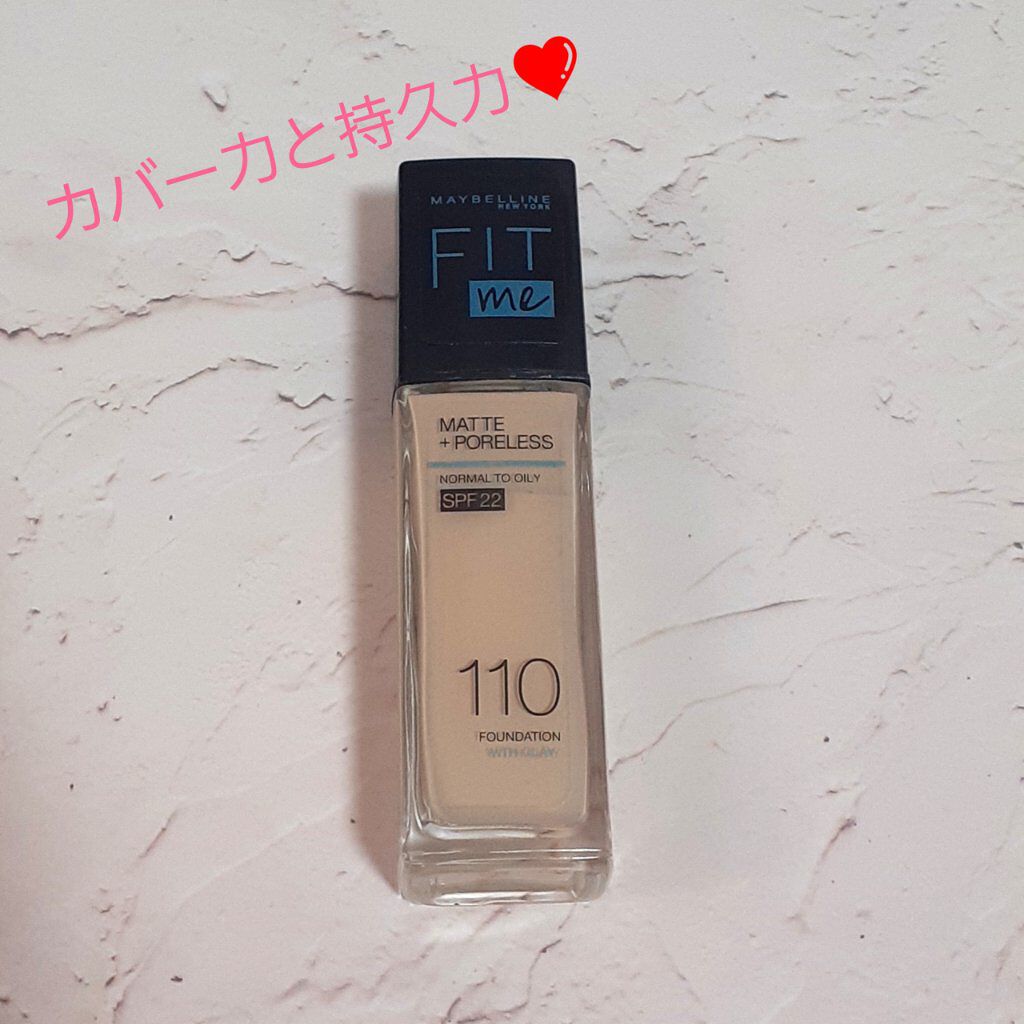 カバー力と持久力
MAYBELLINE
NEW YORK
FIT
me
MATTE
+PORELESS
NORMAL TO OILY
SPF 22
110
FOUNDATION
WITH CLAY